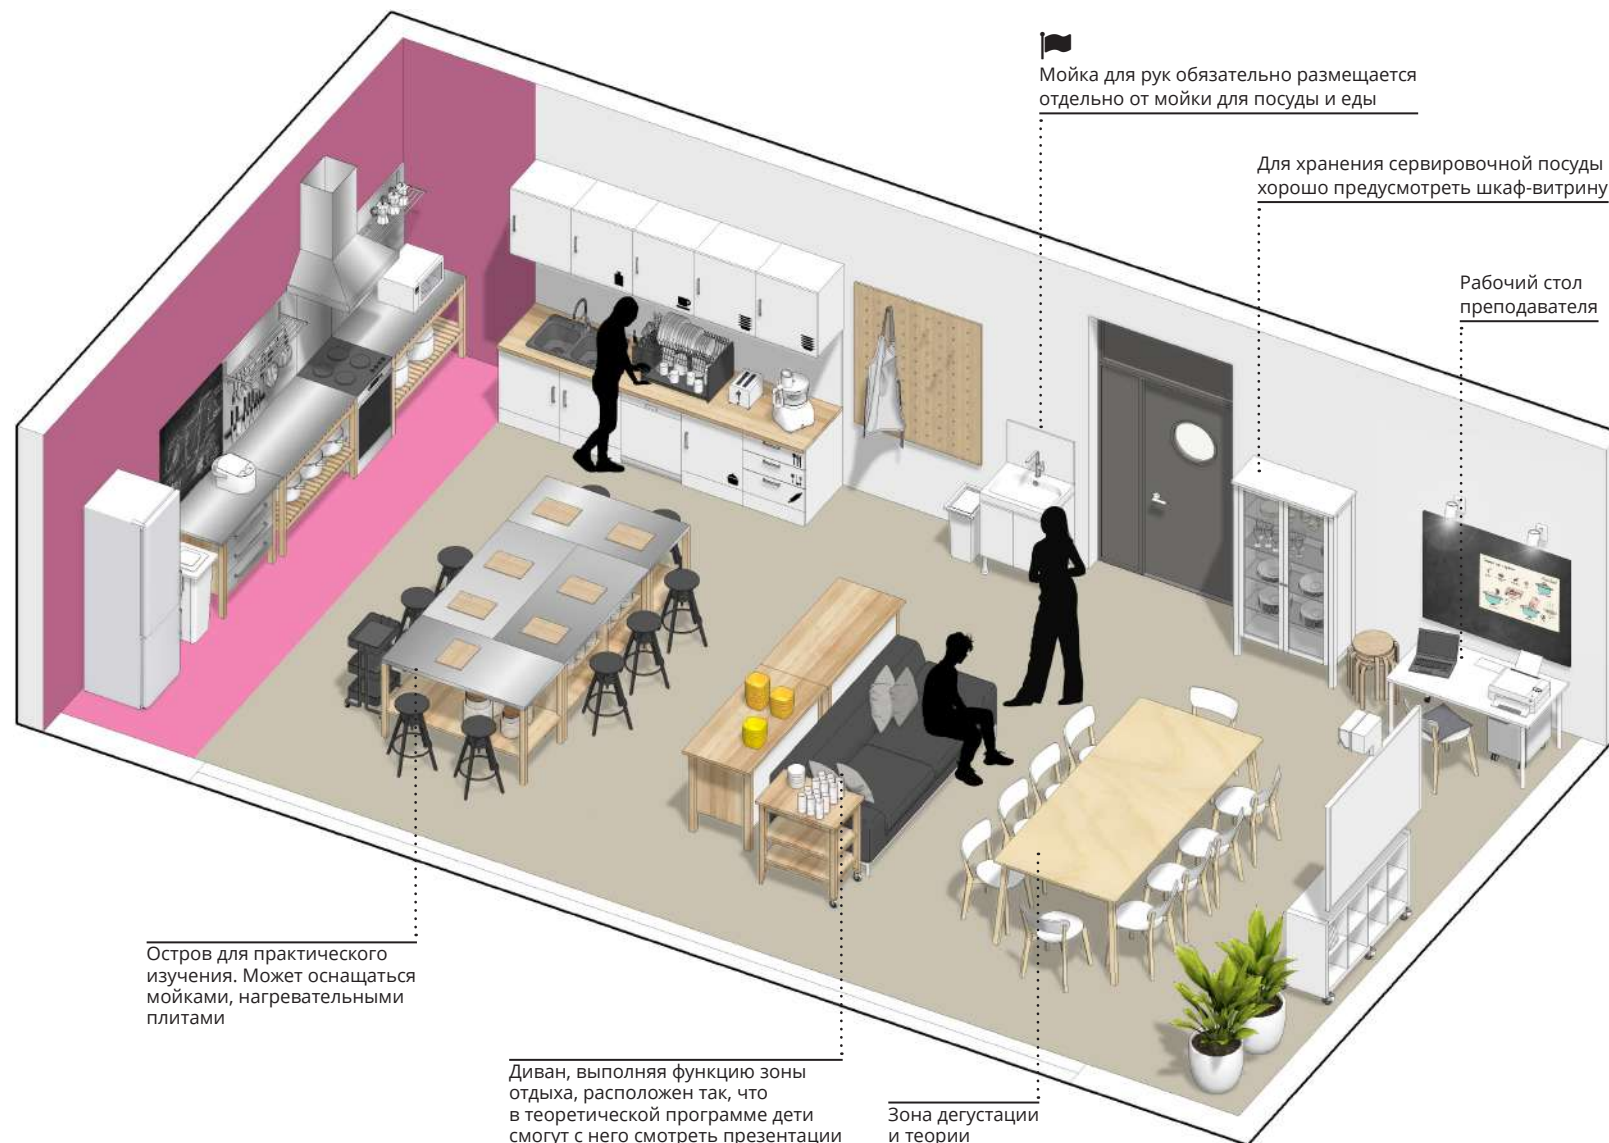 Мойка для рук обязательно размещается
отдельно от мойки для посуды и еды
Для хранения сервировочной посуды
хорошо предусмотреть шкаф-витрину
Рабочий стол
преподавателя
Остров для практического
изучения. Может оснащаться
мойками, нагревательными
плитами
Диван, выполняя функцию зоны
отдыха, расположен так, что
в теоретической программе дети
смогут с него смотреть презентации
Зона дегустации
и теории